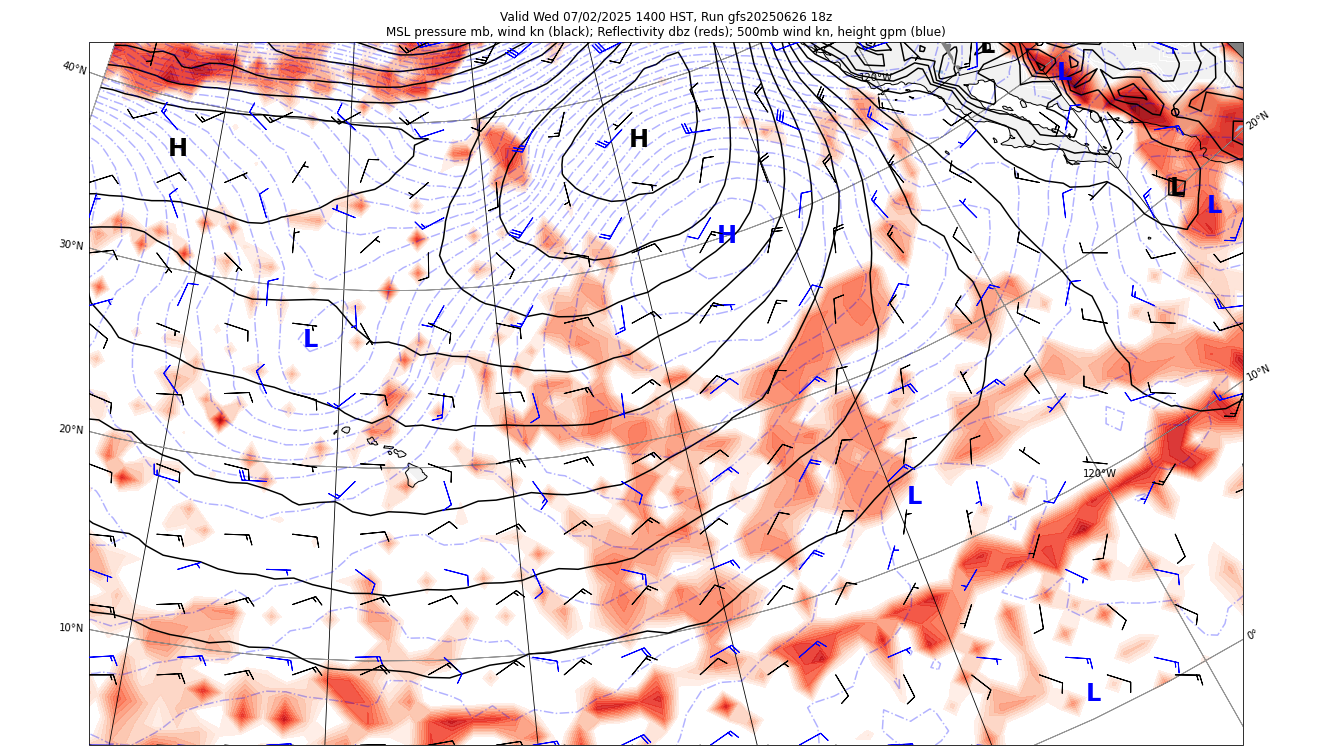 Valid Wed 07/02/2025 1400 HST, Run gfs20250626 18z
MSL pressure mb, wind kn (black); Reflectivity dbz (reds); 500mb wind kn, height gpm (blue)
L
40°N
L
120°W
20°N
H
H
L
L
30°N
H
L
10°N
20°N
120°W
L
10°N
0°
L